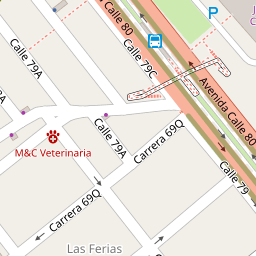 Calle 80
P
J
C
Calle 79A
Calle 79C
Avenida Calle 80
M&C Veterinaria
Calle 79A
Carrera 69Q
Calle 79
Carrera 69Q
Las Ferias